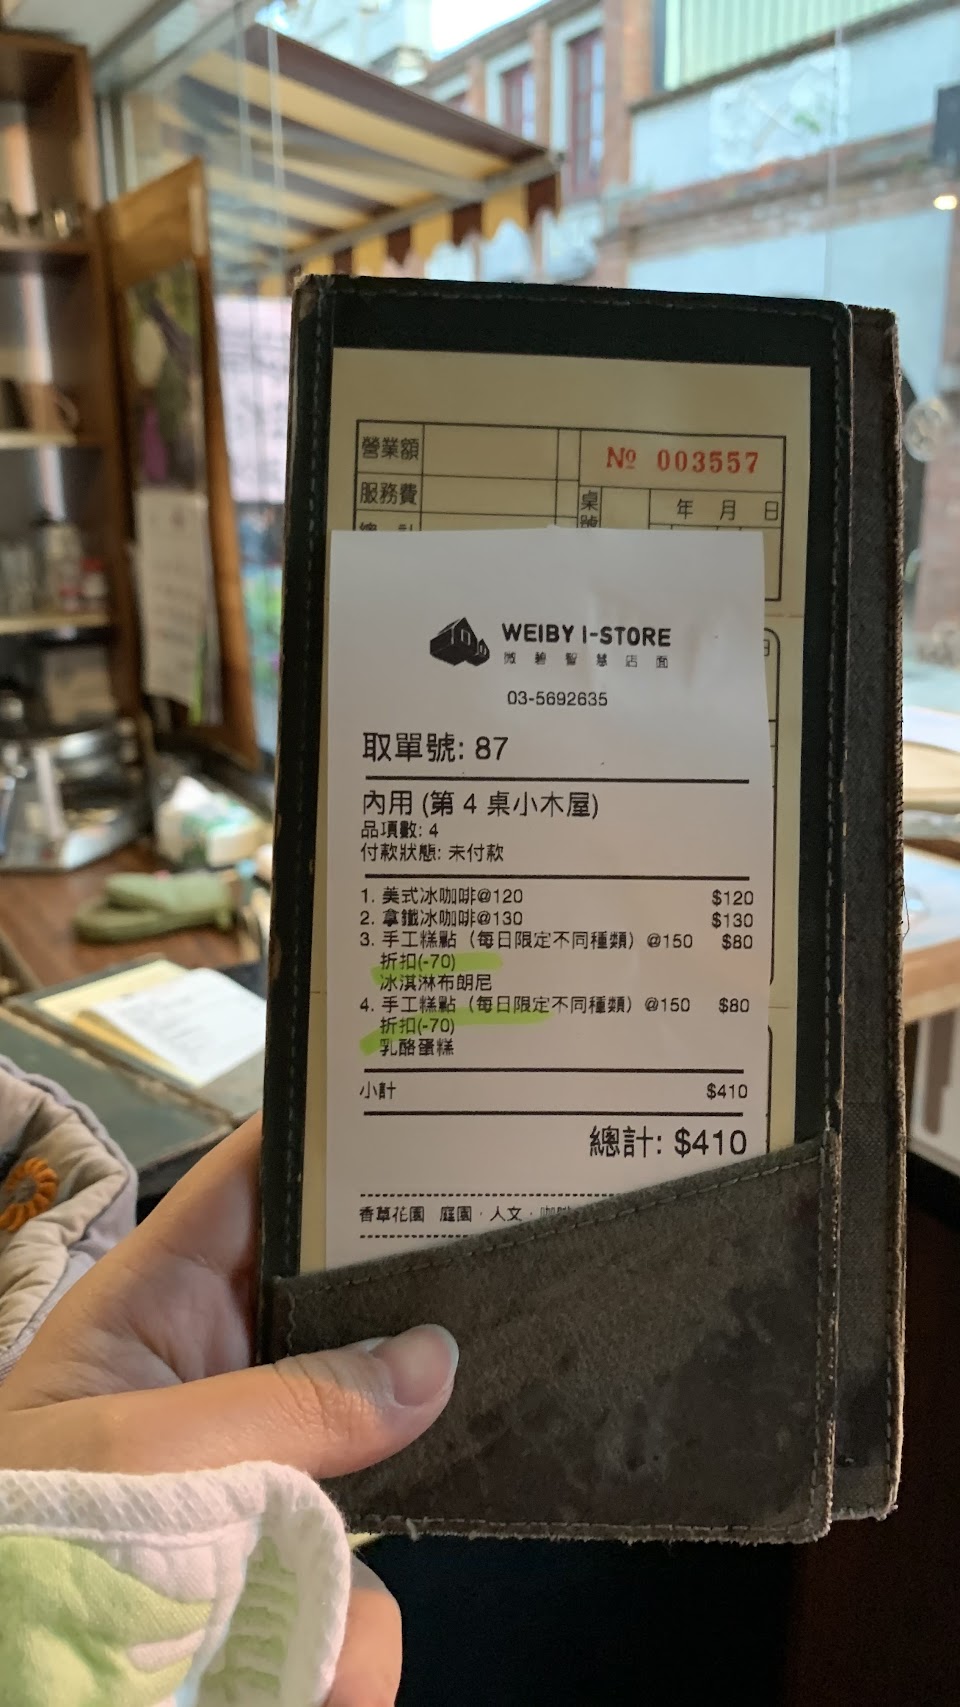 營業額
№ 003557
服務費
桌號
年 月 日
WEIBY I-STORE
微碧智慧店面
03-5692635
取單號: 87
內用 (第 4 桌小木屋)
品項數: 4
付款狀態: 未付款
1. 美式冰咖啡@120 $120
2. 拿鐵冰咖啡@130 $130
3. 手工糕點（每日限定不同種類）@150 $80
折扣(-70)
冰淇淋布朗尼
4. 手工糕點（每日限定不同種類）@150 $80
折扣(-70)
乳酪蛋糕
小計 $410
總計: $410
香草花園 庭園．人文．咖啡